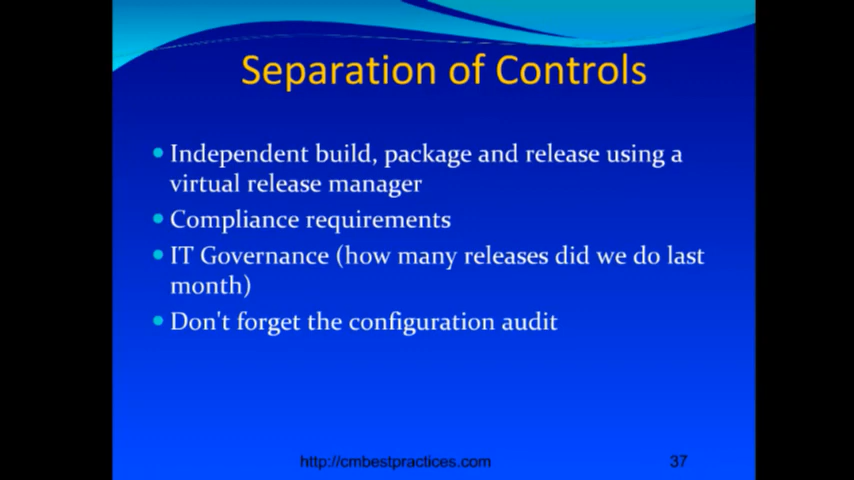 Separation of Controls
Independent build, package and release using a
virtual release manager
Compliance requirements
IT Governance (how many releases did we do last
month)
Don't forget the configuration audit
http://cmbestpractices.com
37